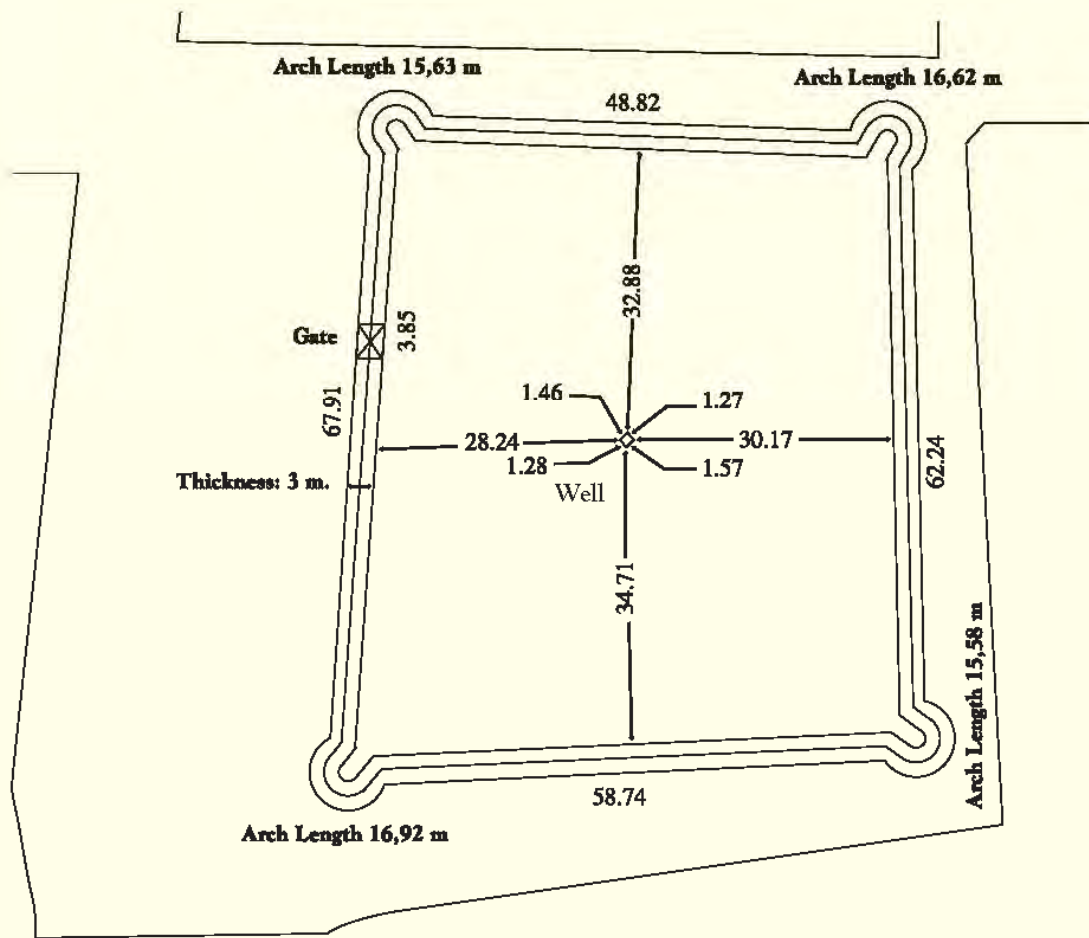 Arch Length 15,63 m
Arch Length 16,62 m
48.82
32.88
Gate
3.85
67.91
1.46
1.27
28.24
30.17
1.28
1.57
62.24
Thickness: 3 m.
Well
34.71
Arch Length 15,58 m
58.74
Arch Length 16,92 m